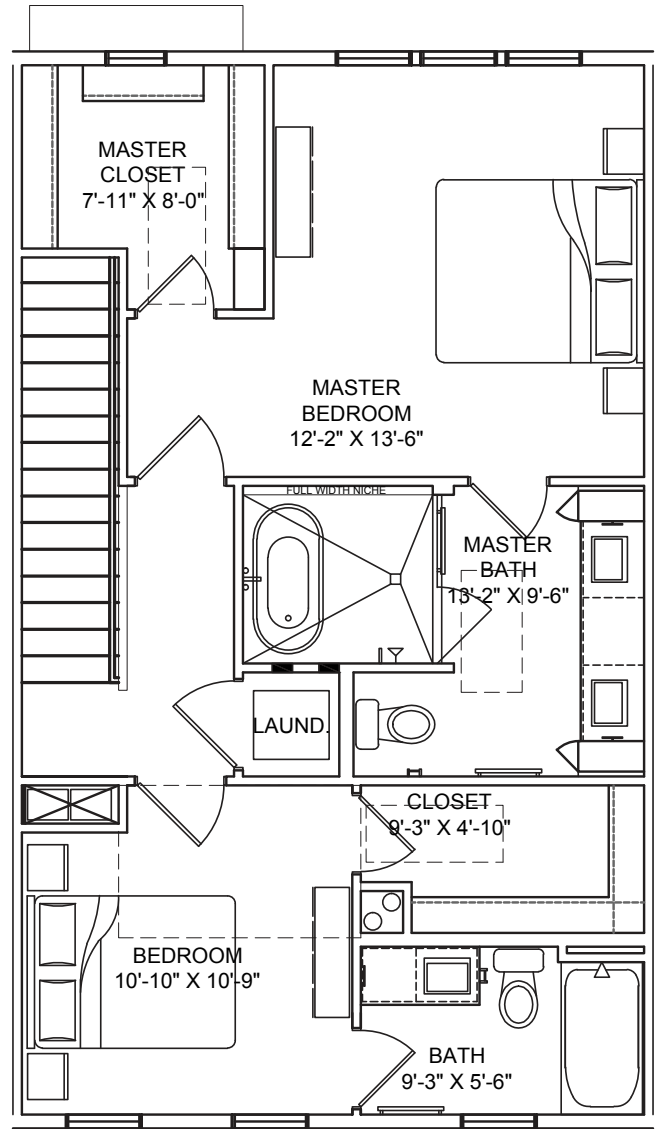 MASTER
CLOSET
7'-11" X 8'-0"
MASTER
BEDROOM
12'-2" X 13'-6"
FULL WIDTH NICHE
MASTER
BATH
13'-2" X 9'-6"
LAUND.
CLOSET
9'-3" X 4'-10"
BEDROOM
10'-10" X 10'-9"
BATH
9'-3" X 5'-6"